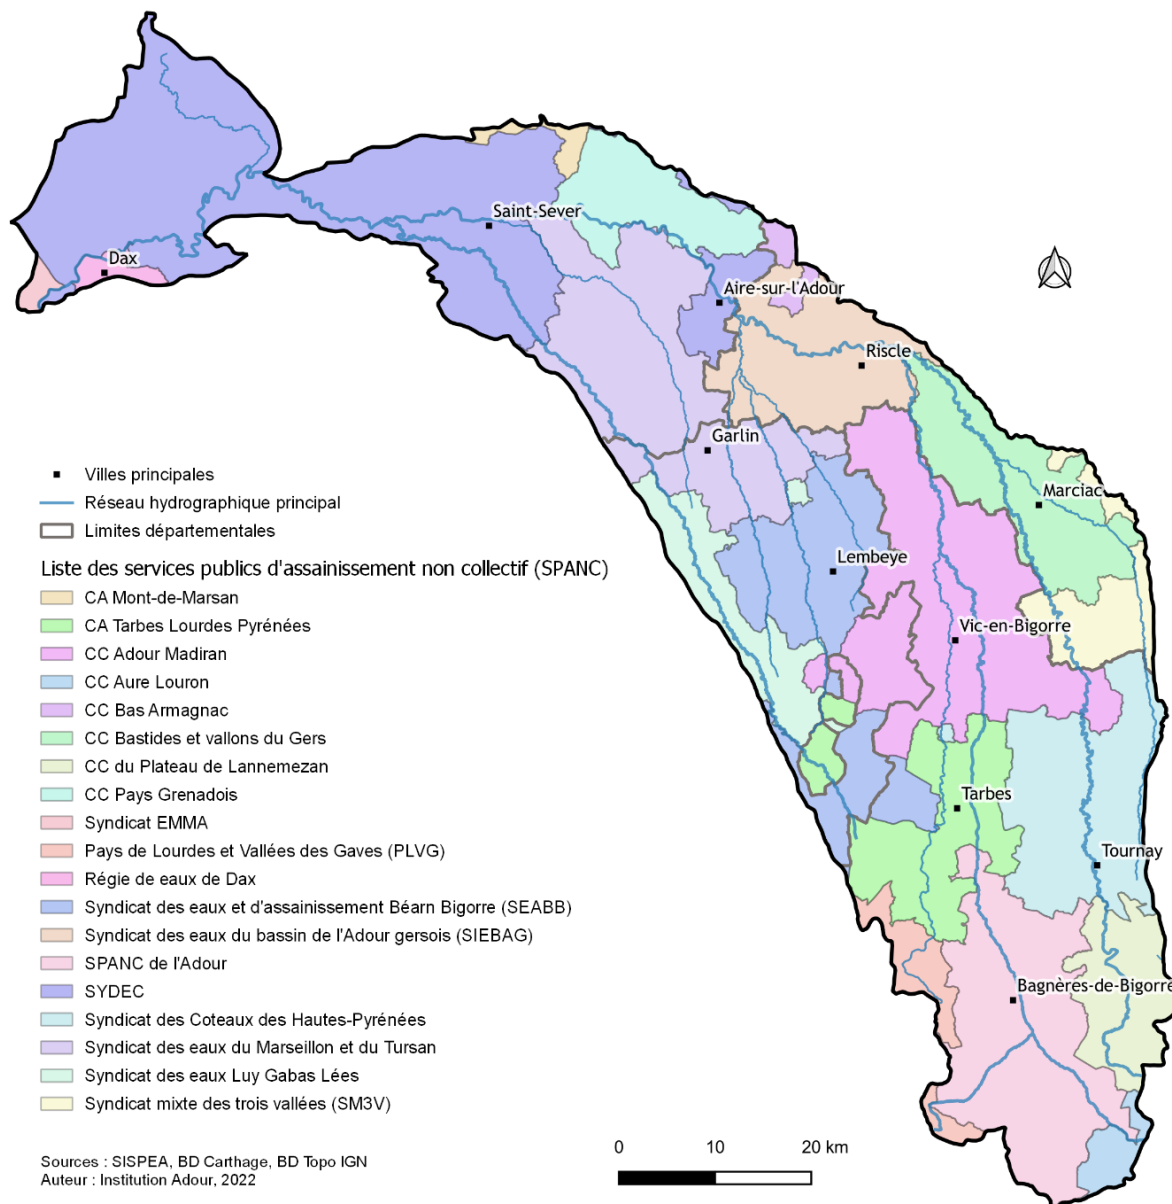 Saint-Sever
Dax
Aire-sur-l'Adour
Riscle
Garlin
Marciac
Lembeye
Vic-en-Bigorre
Tarbes
Tournay
Bagnères-de-Bigorre
Villes principales
Réseau hydrographique principal
Limites départementales
Liste des services publics d'assainissement non collectif (SPANC)
CA Mont-de-Marsan
CA Tarbes Lourdes Pyrénées
CC Adour Madiran
CC Aure Louron
CC Bas Armagnac
CC Bastides et vallons du Gers
CC du Plateau de Lannemezan
CC Pays Grenadois
Syndicat EMMA
Pays de Lourdes et Vallées des Gaves (PLVG)
Régie de eaux de Dax
Syndicat des eaux et d'assainissement Béarn Bigorre (SEABB)
Syndicat des eaux du bassin de l'Adour gersois (SIEBAG)
SPANC de l'Adour
SYDEC
Syndicat des Coteaux des Hautes-Pyrénées
Syndicat des eaux du Marseillon et du Tursan
Syndicat des eaux Luy Gabas Lées
Syndicat mixte des trois vallées (SM3V)
Sources : SISPEA, BD Carthage, BD Topo IGN
Auteur : Institution Adour, 2022
0 10 20 km